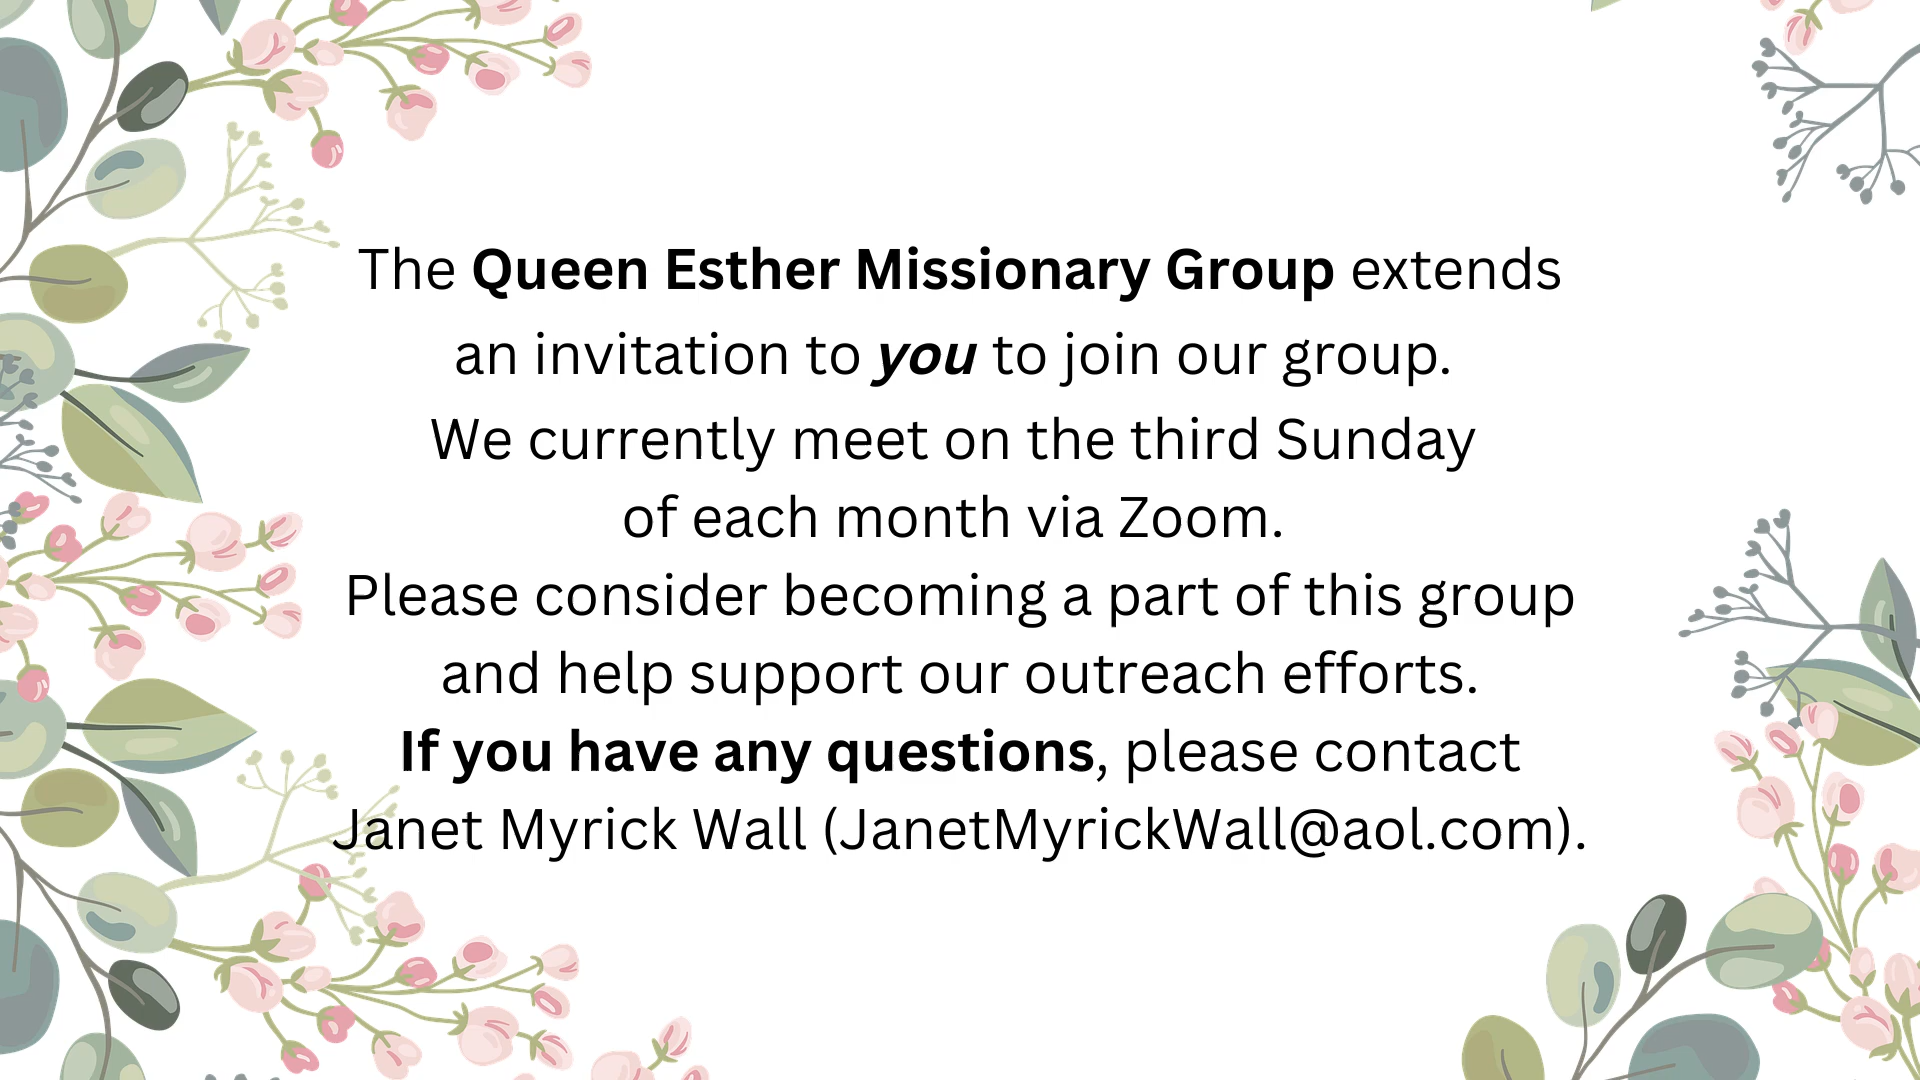 The Queen Esther Missionary Group extends
an invitation to you to join our group.
We currently meet on the third Sunday
of each month via Zoom.
Please consider becoming a part of this group
and help support our outreach efforts.
If you have any questions, please contact
Janet Myrick Wall (JanetMyrickWall@aol.com).